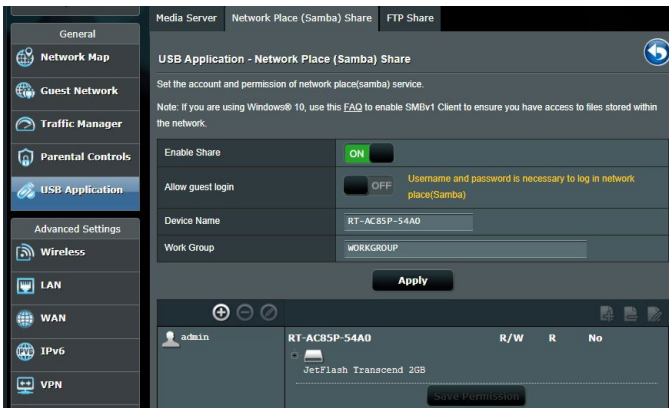 Media Server
Network Place (Samba) Share
FTP Share
General
Network Map
Guest Network
Traffic Manager
Parental Controls
USB Application
Advanced Settings
Wireless
LAN
WAN
IPv6
VPN
USB Application - Network Place (Samba) Share
Set the account and permission of network place(samba) service.
Note: If you are using Windows® 10, use this FAQ to enable SMBv1 Client to ensure you have access to files stored within
the network.
Enable Share
ON
Allow guest login
OFF
Username and password is necessary to log in network
place(Samba)
Device Name
RT-AC85P-54A0
Work Group
WORKGROUP
Apply
admin
RT-AC85P-54A0 R/W R No
JetFlash Transcend 2GB
Save Permission